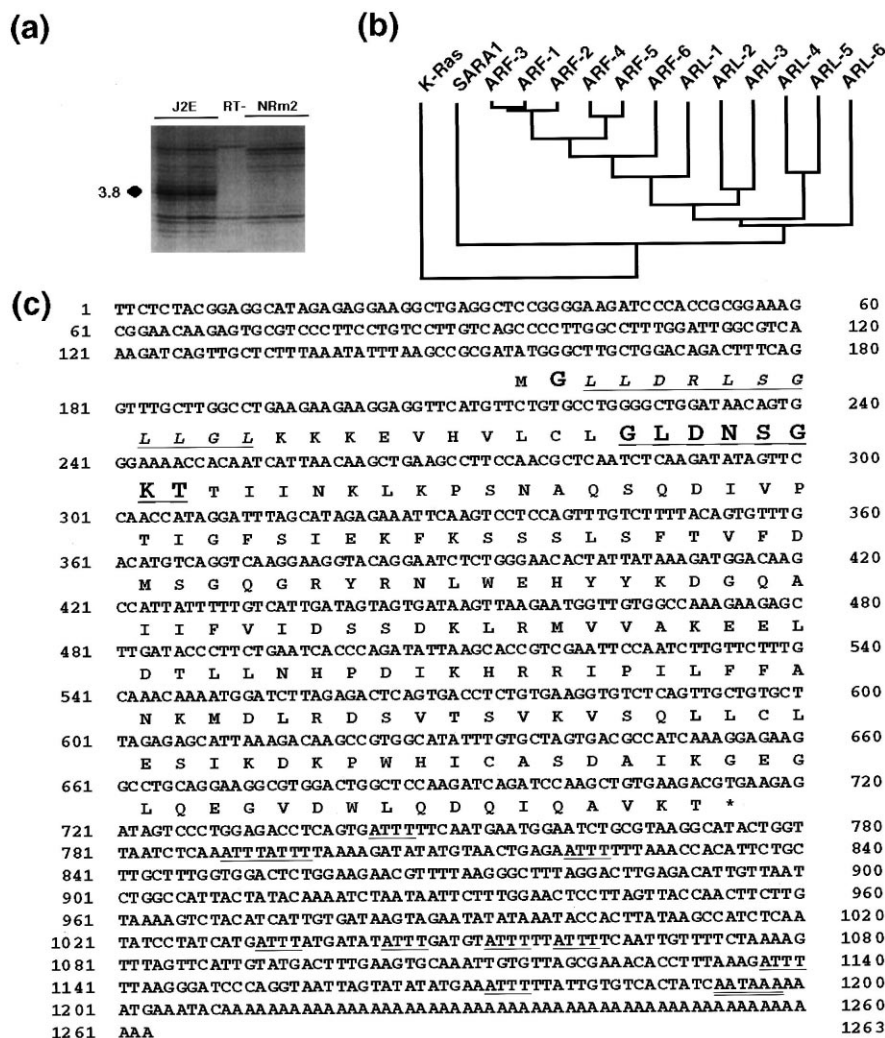 (a)
J2E RT- NRm2
3.8
(b)
K-Ras SARA1 ARF-3 ARF-1 ARF-2 ARF-4 ARF-5 ARF-6 ARL-1 ARL-2 ARL-3 ARL-4 ARL-5 ARL-6
(c)
1 TTCTCTACGGAGGCATAGAGAGGAAGGCTGAGGCTCCGGGGAAGATCCCACCGCGGAAAG 60
61 CGGAACAAGAGTGCGTCCCTTCCTGTCCTTGTCAGCCCCTTGGCCTTTGGATTGGCGTCA 120
121 AAGATCAGTTGCTCTTTAAATATTTAAGCCGCGATATGGGCTTGCTGGACAGACTTTCAG 180
M G L L D R L S G
181 GTTTGCTTGGCCTGAAGAAGAAGGAGGTTCATGTTCTGTGCCTGGGGCTGGATAACAGTG 240
L L G L K K K E V H V L C L G L D N S G
241 GGAAAACCACAATCATTAACAAGCTGAAGCCTTCCAACGCTCAATCTCAAGATATAGTTC 300
K T T I I N K L K P S N A Q S Q D I V P
301 CAACCATAGGATTTAGCATAGAGAAATTCAAGTCCTCCAGTTTGTCTTTTACAGTGTTTG 360
T I G F S I E K F K S S S L S F T V F D
361 ACATGTCAGGTCAAGGAAGGTACAGGAATCTCTGGGAACACTATTATAAAGATGGACAAG 420
M S G Q G R Y R N L W E H Y Y K D G Q A
421 CCATTATTTTTGTCATTGATAGTAGTGATAAGTTAAGAATGGTTGTGGCCAAAGAAGAGC 480
I I F V I D S S D K L R M V V A K E E L
481 TTGATACCCTTCTGAATCACCCAGATATTAAGCACCGTCGAATTCCAATCTTGTTCTTTG 540
D T L L N H P D I K H R R I P I L F F A
541 CAAACAAAATGGATCTTAGAGACTCAGTGACCTCTGTGAAGGTGTCTCAGTTGCTGTGCT 600
N K M D L R D S V T S V K V S Q L L C L
601 TAGAGAGCATTAAAGACAAGCCGTGGCATATTTGTGCTAGTGACGCCATCAAAGGAGAAG 660
E S I K D K P W H I C A S D A I K G E G
661 GCCTGCAGGAAGGCGTGGACTGGCTCCAAGATCAGATCCAAGCTGTGAAGACGTGAAGAG 720
L Q E G V D W L Q D Q I Q A V K T *
721 ATAGTCCCTGGAGACCTCAGTGATTTTTCAATGAATGGAATCTGCGTAAGGCATACTGGT 780
781 TAATCTCAAATTTATTTTAAAAGATATATGTAACTGAGAATTTTTTTAAACCACATTCTGC 840
841 TTGCTTTGGTGGACTCTGGAAGAACGTTTTAAGGGCTTTAGGACTTGAGACATTGTTAAT 900
901 CTGGCCATTACTATACAAAATCTAATAATTCTTTGGAACTCCTTAGTTACCAACTTCTTG 960
961 TAAAAGTCTACATCATTGTGATAAGTAGAATATATAAATACCACTTATAAGCCATCTCAA 1020
1021 TATCCTATCATGATTTATGATATATTTGATGTATTTTTATTTTCAATTGTTTTCTAAAAG 1080
1081 TTTAGTTCATTGTATGACTTTGAAGTGCAAATTGTGTTAGCGAAACACCTTTAAAGATTT 1140
1141 TTAAGGGATCCCAGGTAATTAGTATATATGAAATTTTTATTGTGTCACTATCAATAAAAA 1200
1201 ATGAAATACAAAAAAAAAAAAAAAAAAAAAAAAAAAAAAAAAAAAAAAAAAAAAAAAAAA 1260
1261 AAA 1263